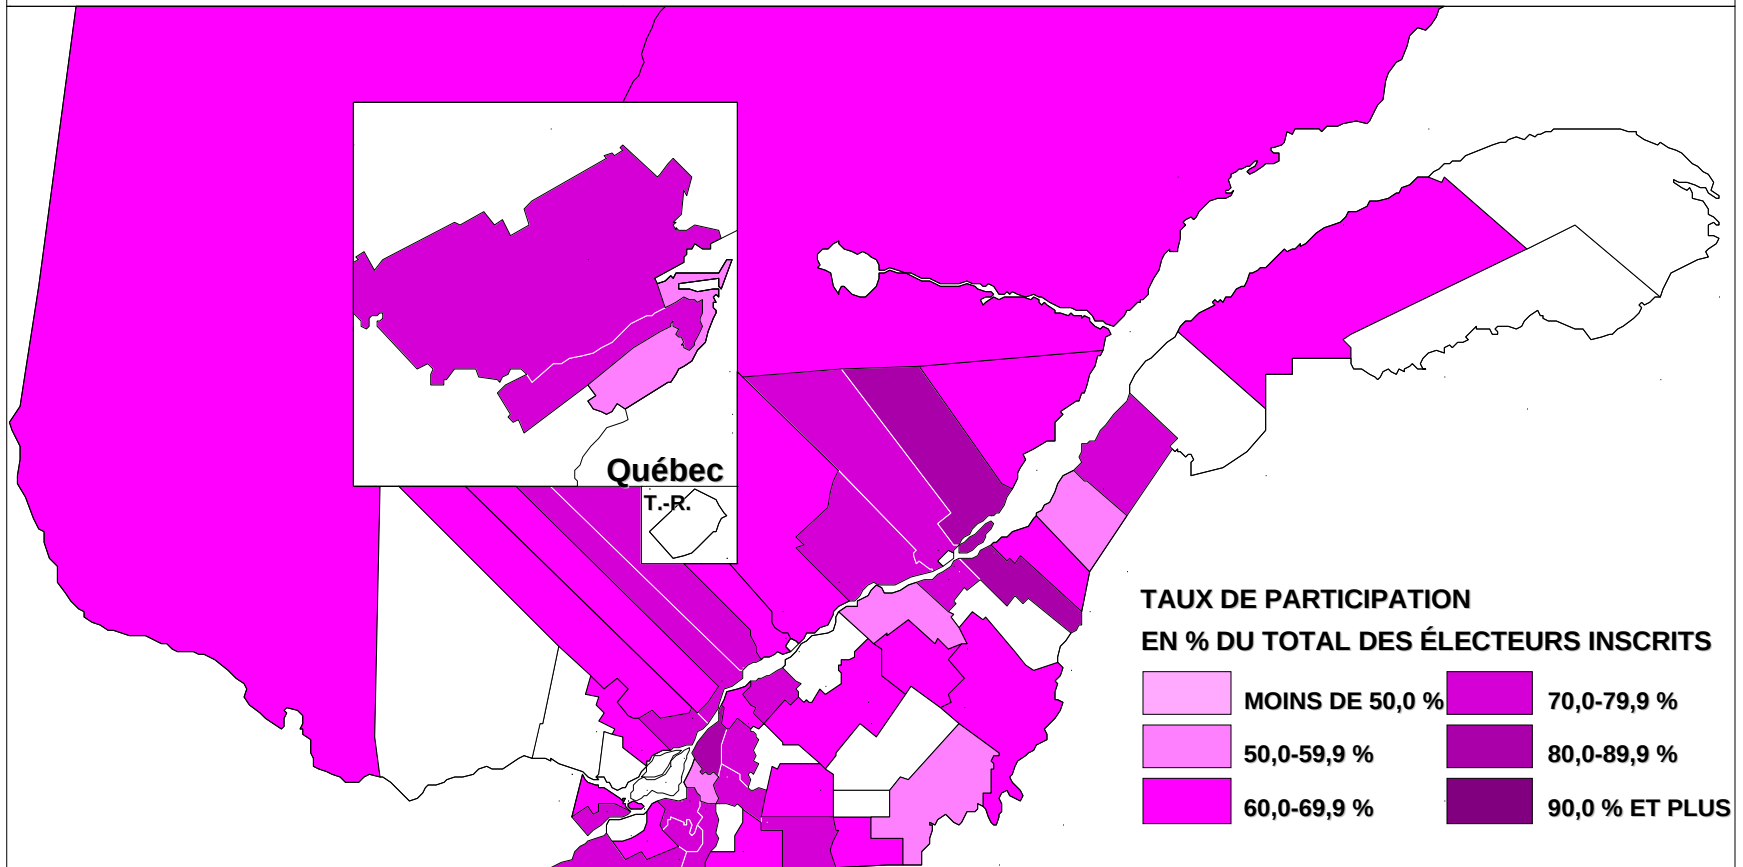 Québec
T.-R.
TAUX DE PARTICIPATION
EN % DU TOTAL DES ÉLECTEURS INSCRITS
MOINS DE 50,0 %
50,0-59,9 %
60,0-69,9 %
70,0-79,9 %
80,0-89,9 %
90,0 % ET PLUS